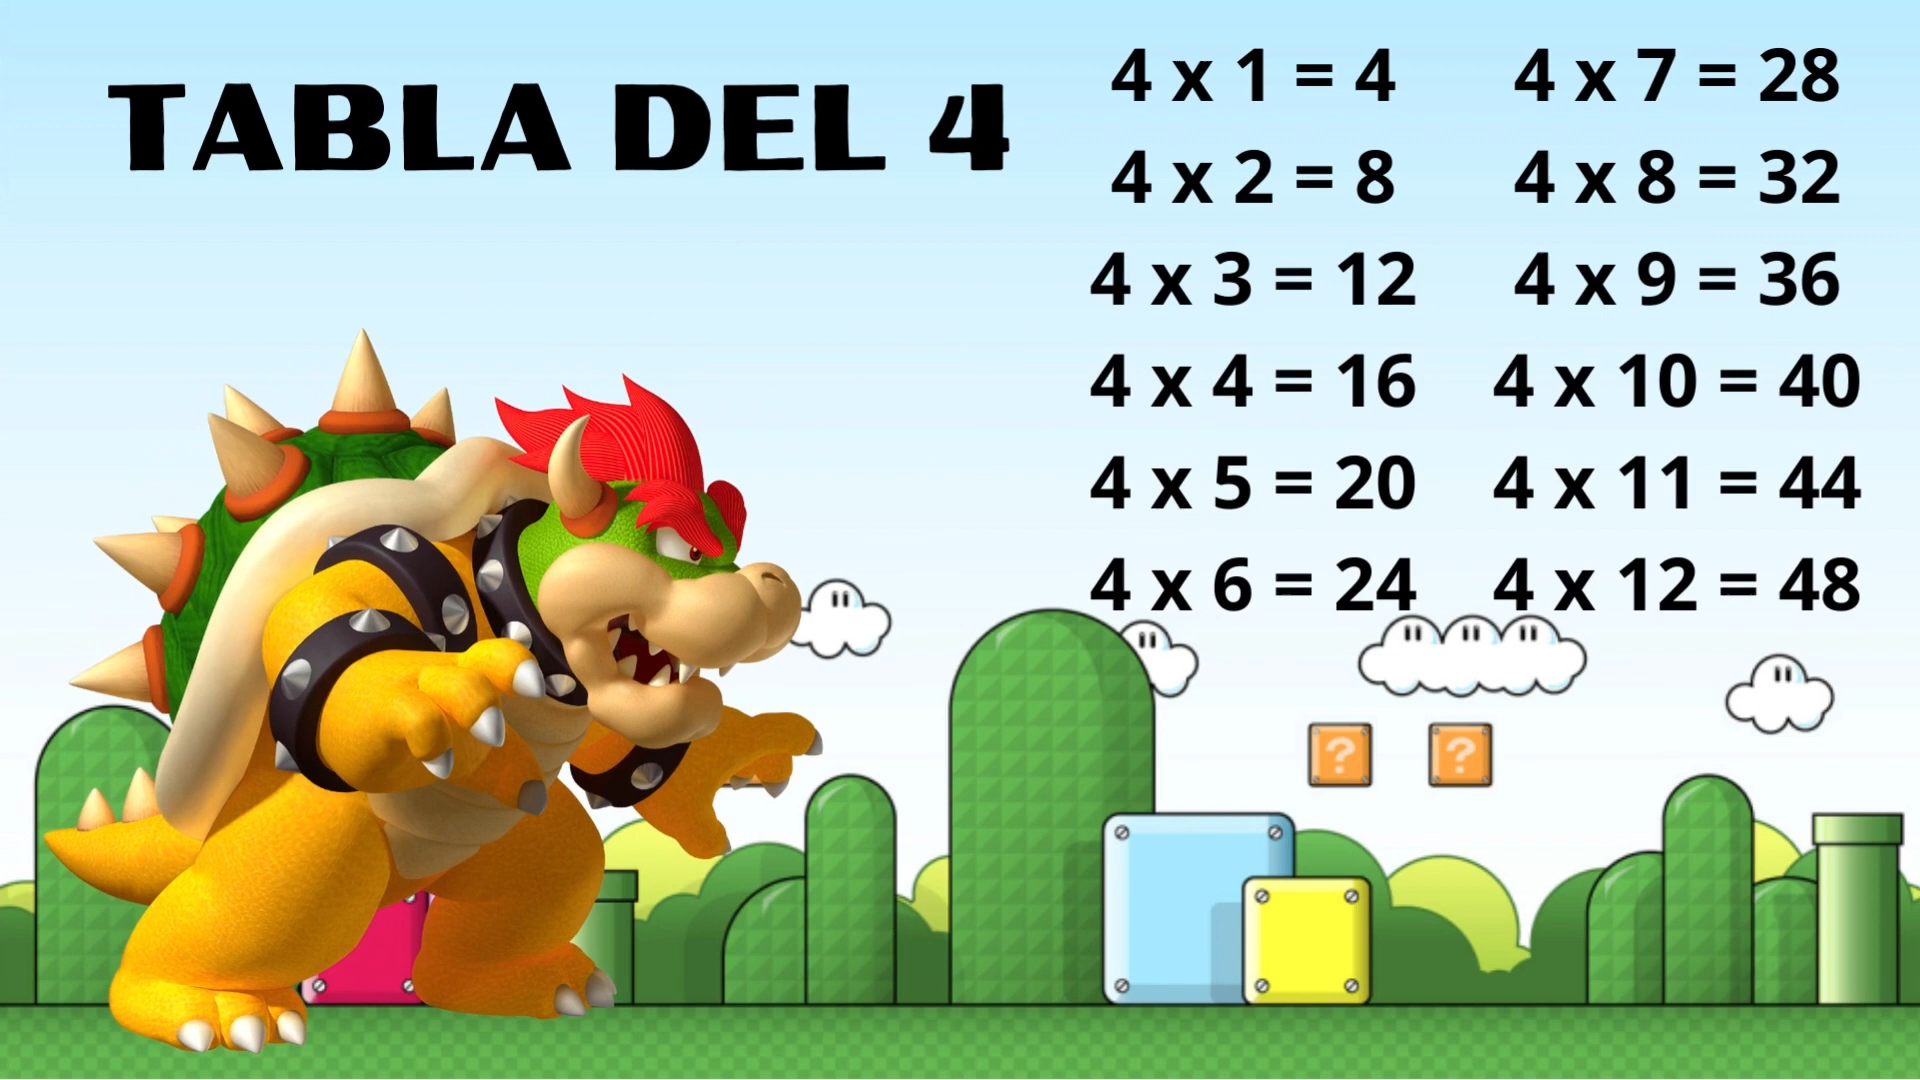 TABLA DEL 4
4 x 1 = 4
4 x 2 = 8
4 x 3 = 12
4 x 4 = 16
4 x 5 = 20
4 x 6 = 24
4 x 7 = 28
4 x 8 = 32
4 x 9 = 36
4 x 10 = 40
4 x 11 = 44
4 x 12 = 48
? ?